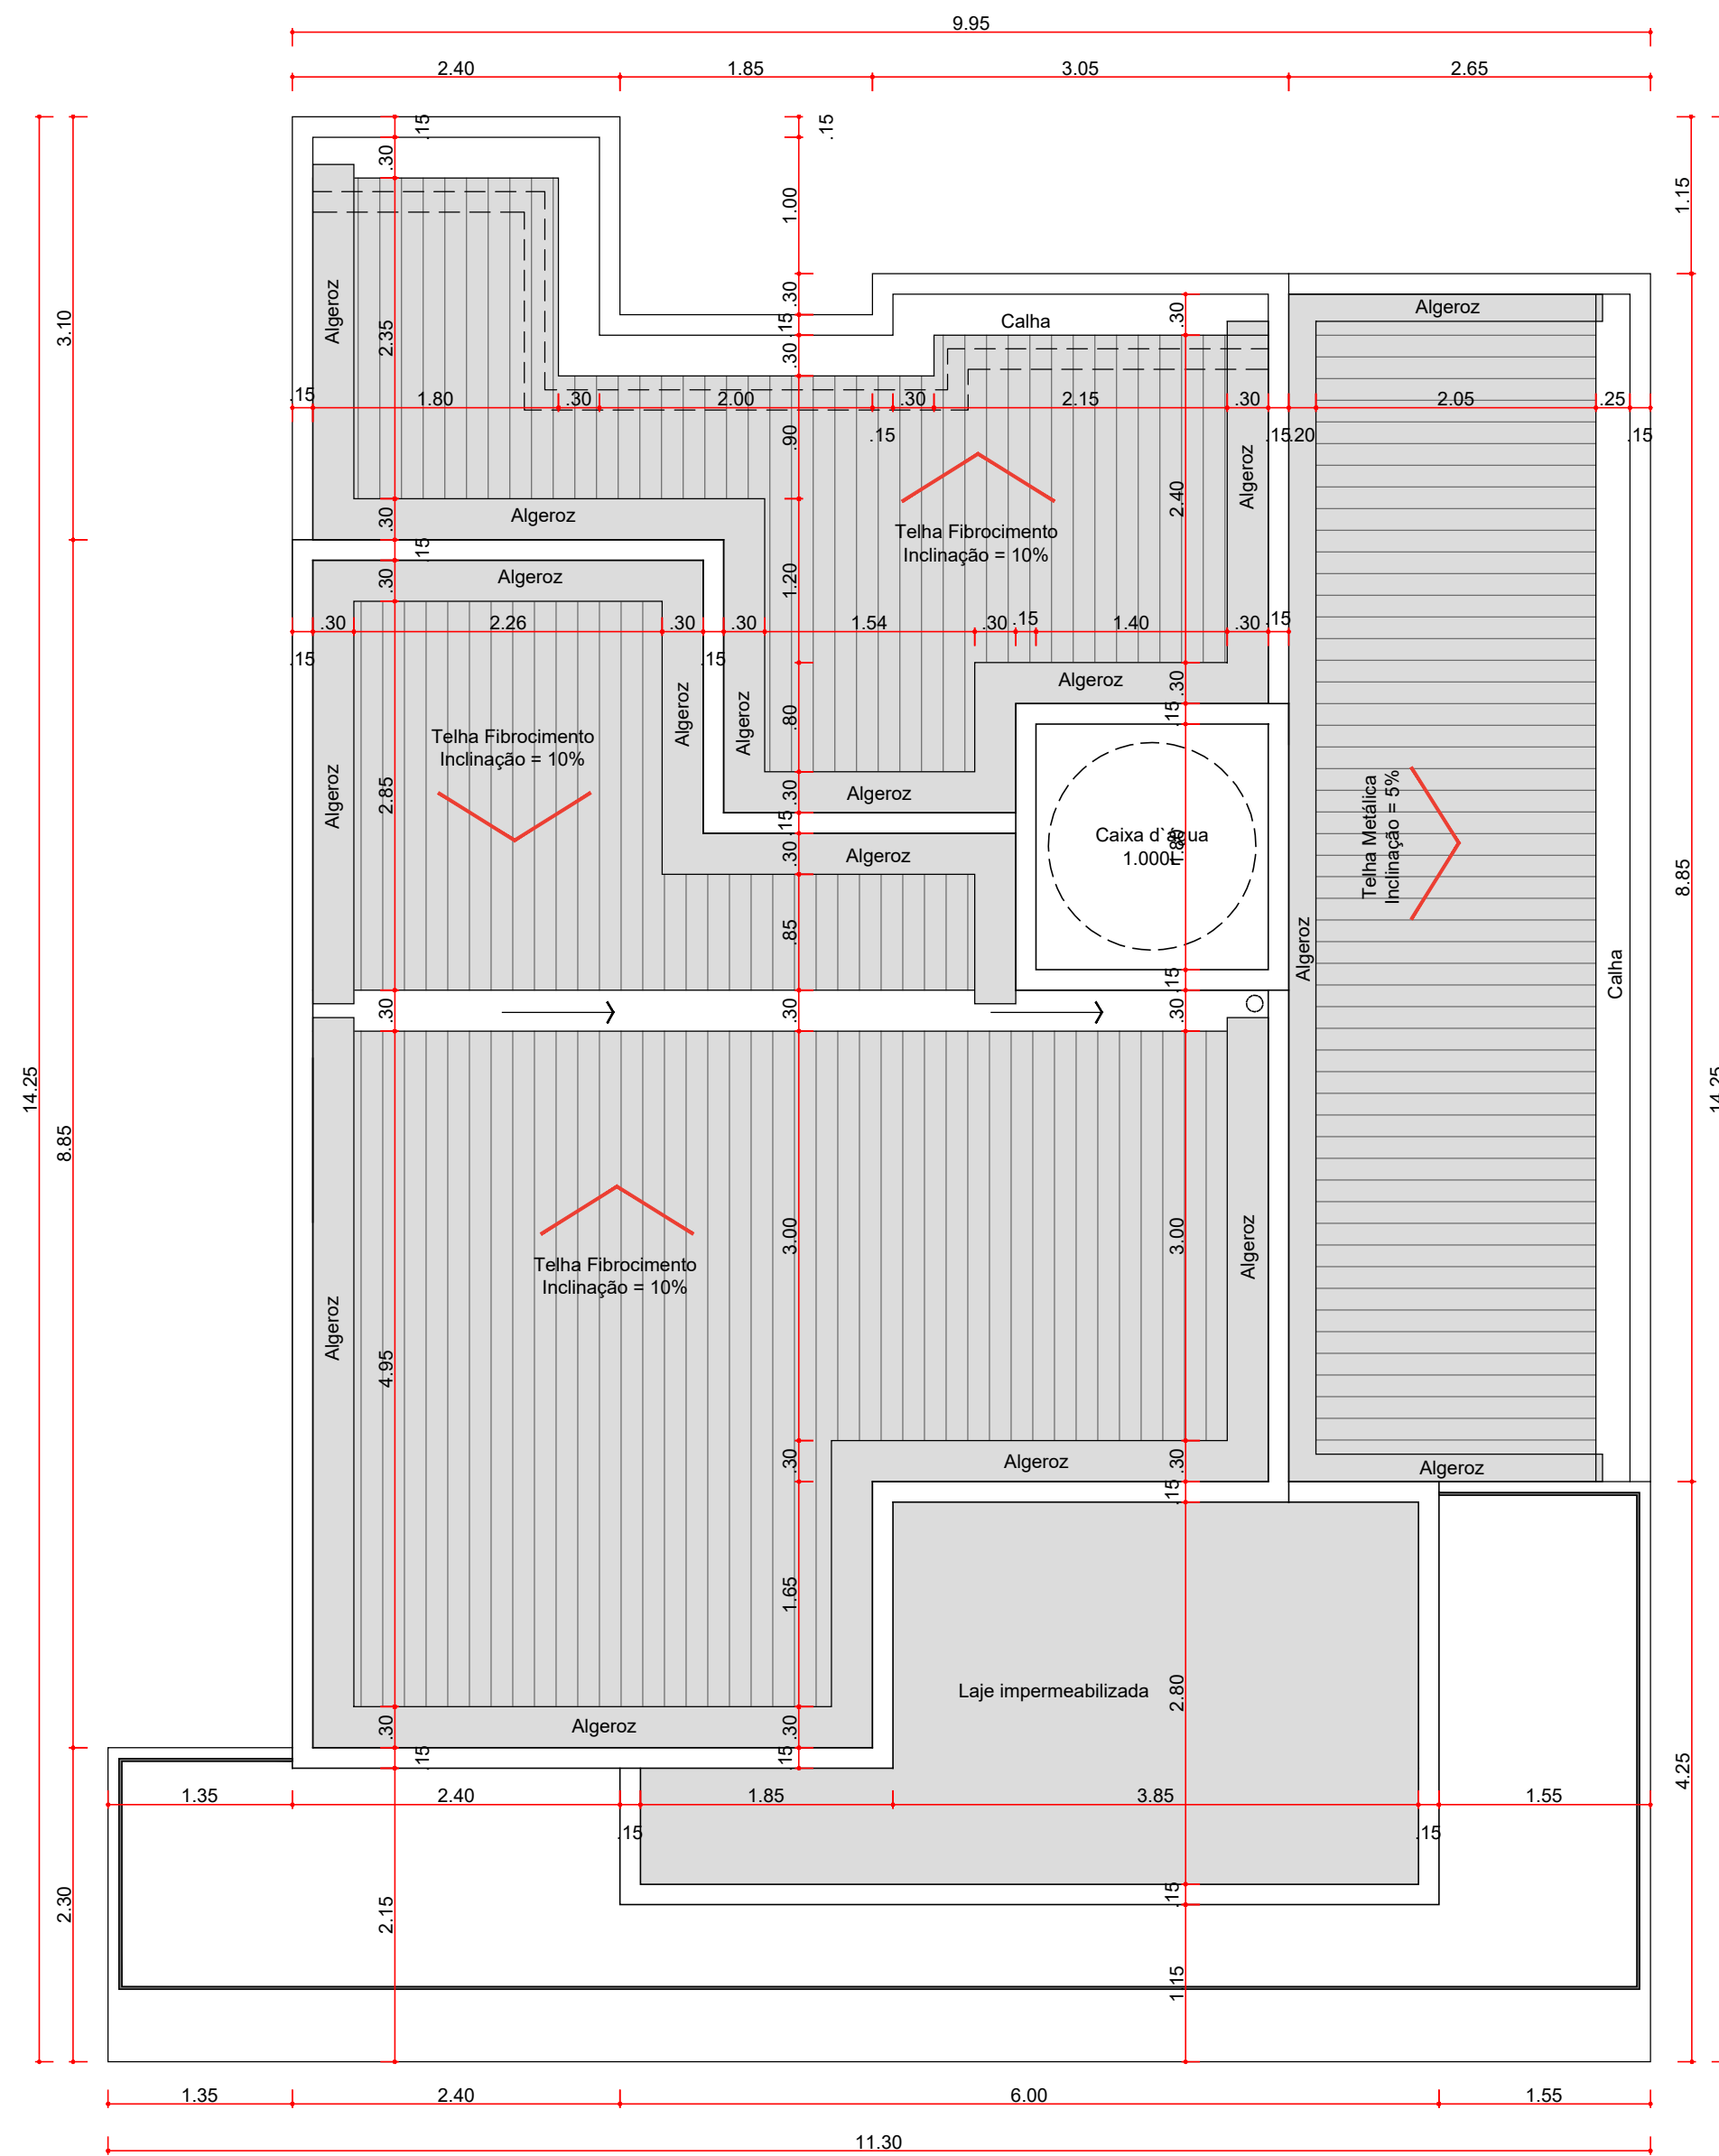 9.95
2.40 1.85 3.05 2.65
.15 .15
.30
1.00
1.15
Algeroz
2.35
3.10
.30
.15
.30
Calha
.30
Algeroz
.15 1.80 .30 2.00 .30 2.15 .30 2.05 .25
.15 .15 .20 .15
.90
2.40
Algeroz
.30
Algeroz
Telha Fibrocimento
Inclinação = 10%
.15
.30
Algeroz
1.20
.30 2.26 .30 .30 1.54 .30 .15 1.40 .30 .15
.15 .15
Algeroz
.30
.15
Algeroz
Algeroz
.80
Telha Fibrocimento
Inclinação = 10%
Algeroz
2.85
.30
Algeroz
.15
.30
Algeroz
Caixa d`água
1.000L
1.80
Telha Metálica
Inclinação = 5%
8.85
.85
Algeroz
Calha
.15
.30
.30
.30
14.25
8.85
14.25
3.00
3.00
Algeroz
Telha Fibrocimento
Inclinação = 10%
Algeroz
4.95
.30
Algeroz
.30
Algeroz
.15
1.65
Laje impermeabilizada
2.80
.30
Algeroz
.30
.15
.15
4.25
1.35 2.40 1.85 3.85 1.55
.15 .15
2.30
2.15
.15
1.15
1.35 2.40 6.00 1.55
11.30